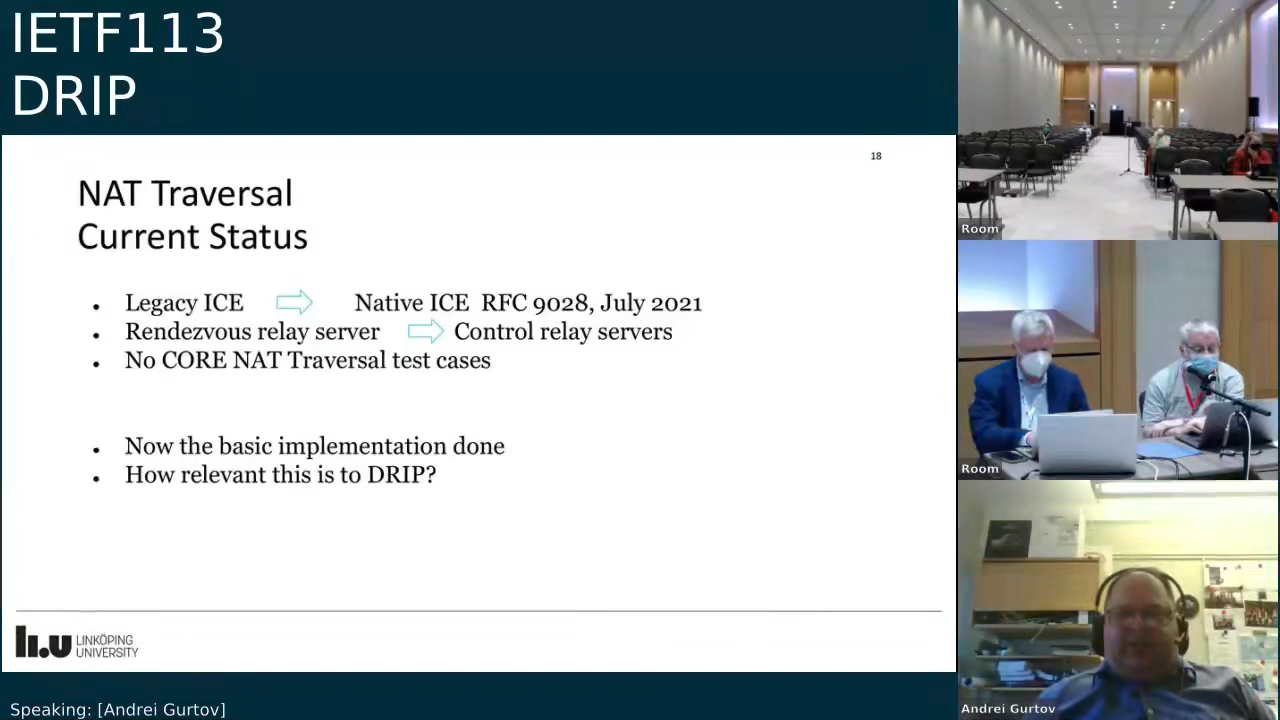 IETF113
DRIP
18
NAT Traversal
Current Status
Legacy ICE Native ICE RFC 9028, July 2021
Rendezvous relay server Control relay servers
No CORE NAT Traversal test cases
Now the basic implementation done
How relevant this is to DRIP?
li.u LINKÖPING
UNIVERSITY
Speaking: [Andrei Gurtov]
Room
Room
Andrei Gurtov